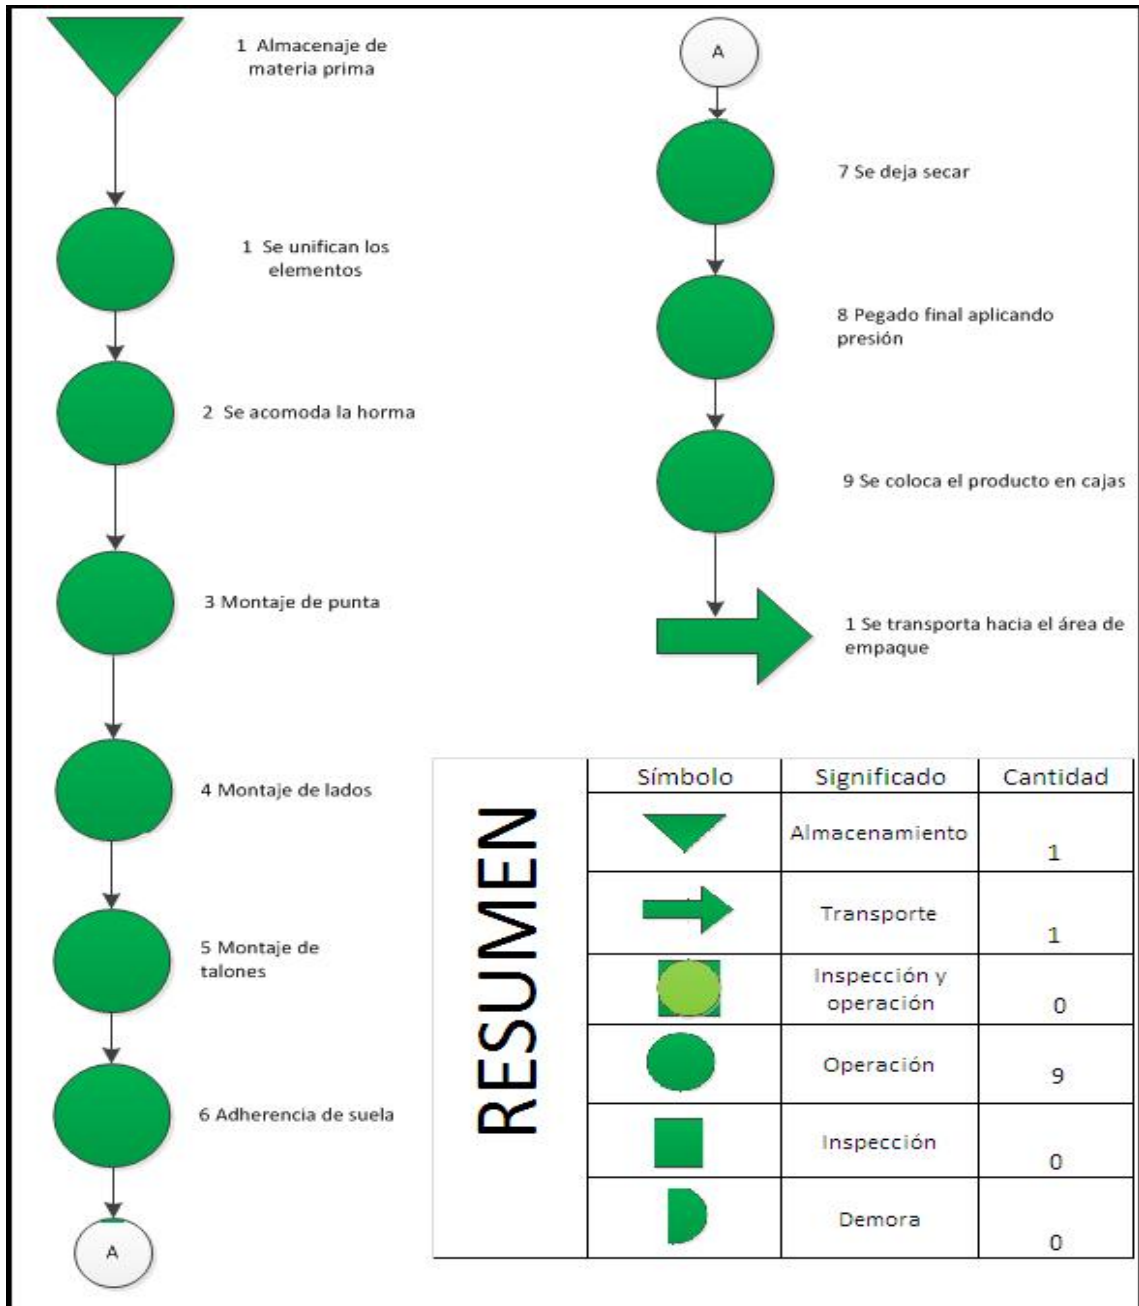 1 Almacenaje de
materia prima
1 Se unifican los
elementos
2 Se acomoda la horma
3 Montaje de punta
4 Montaje de lados
5 Montaje de
talones
6 Adherencia de suela
A
A
7 Se deja secar
8 Pegado final aplicando
presión
9 Se coloca el producto en cajas
1 Se transporta hacia el área de
empaque
RESUMEN
Símbolo Significado Cantidad
Almacenamiento 1
Transporte 1
Inspección y
operación 0
Operación 9
Inspección 0
Demora 0